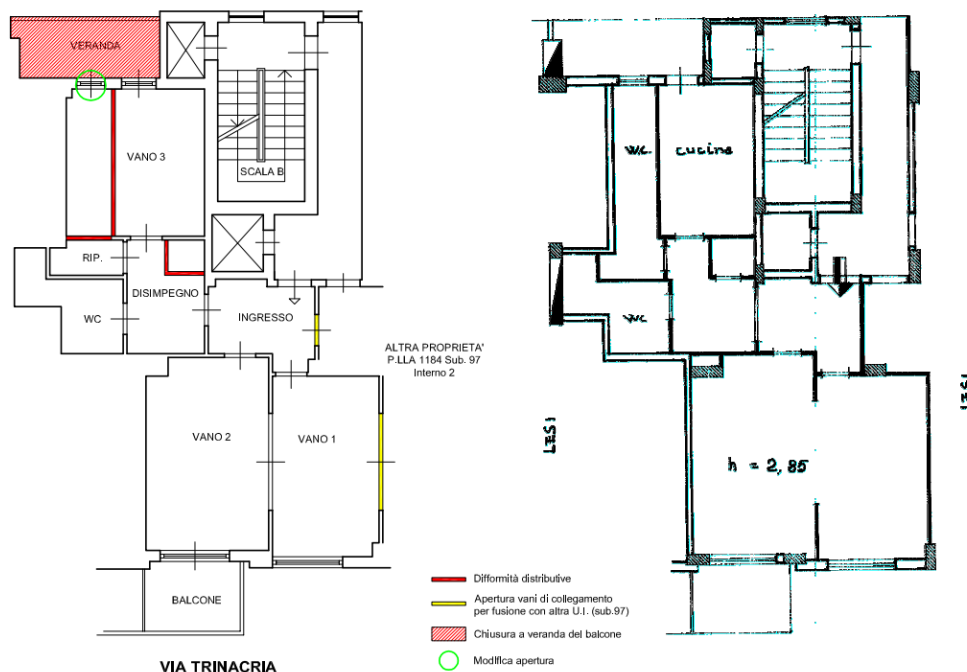 VERANDA
VANO 3
SCALA B
RIP.
DISIMPEGNO
WC
INGRESSO
ALTRA PROPRIETA'
P.LLA 1184 Sub. 97
Interno 2
VANO 2
VANO 1
BALCONE
VIA TRINACRIA
Difformità distributive
Apertura vani di collegamento
per fusione con altra U.I. (sub.97)
Chiusura a veranda del balcone
Modifica apertura
wc.
cucina
wc
LESI
h = 2,85
LESI